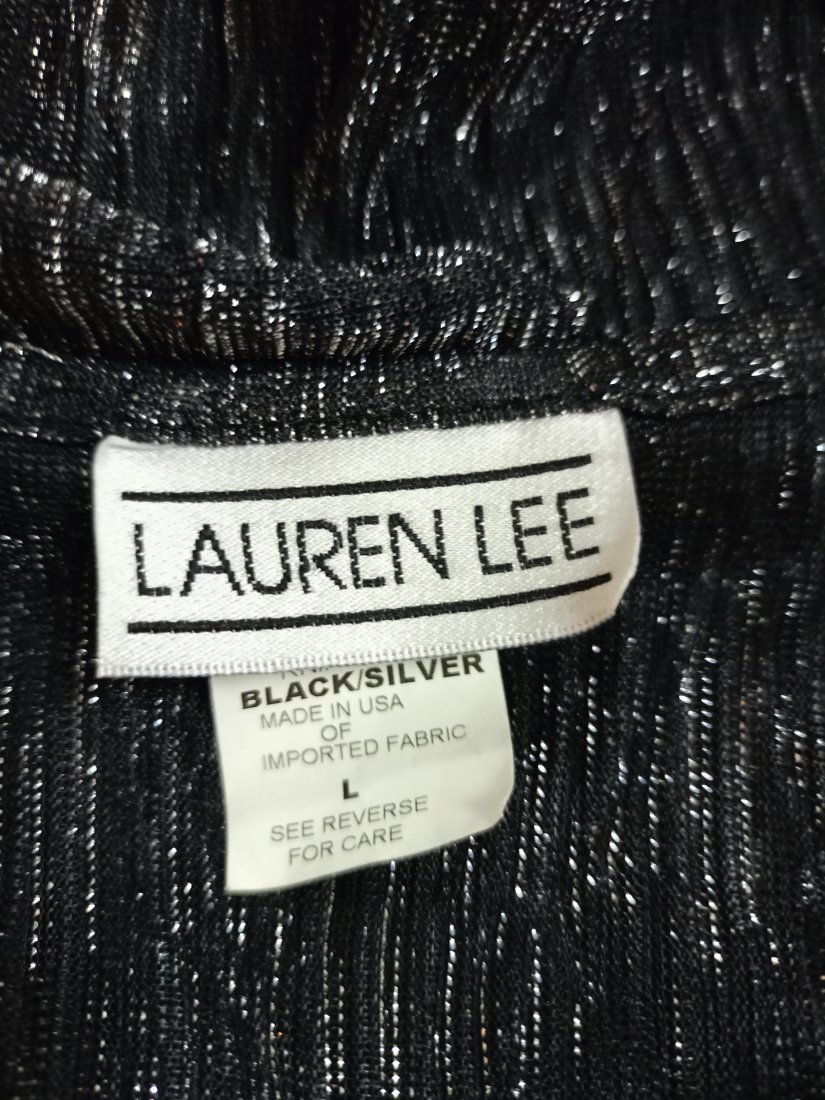 LAUREN LEE
BLACK/SILVER
MADE IN USA
OF
IMPORTED FABRIC
L
SEE REVERSE
FOR CARE